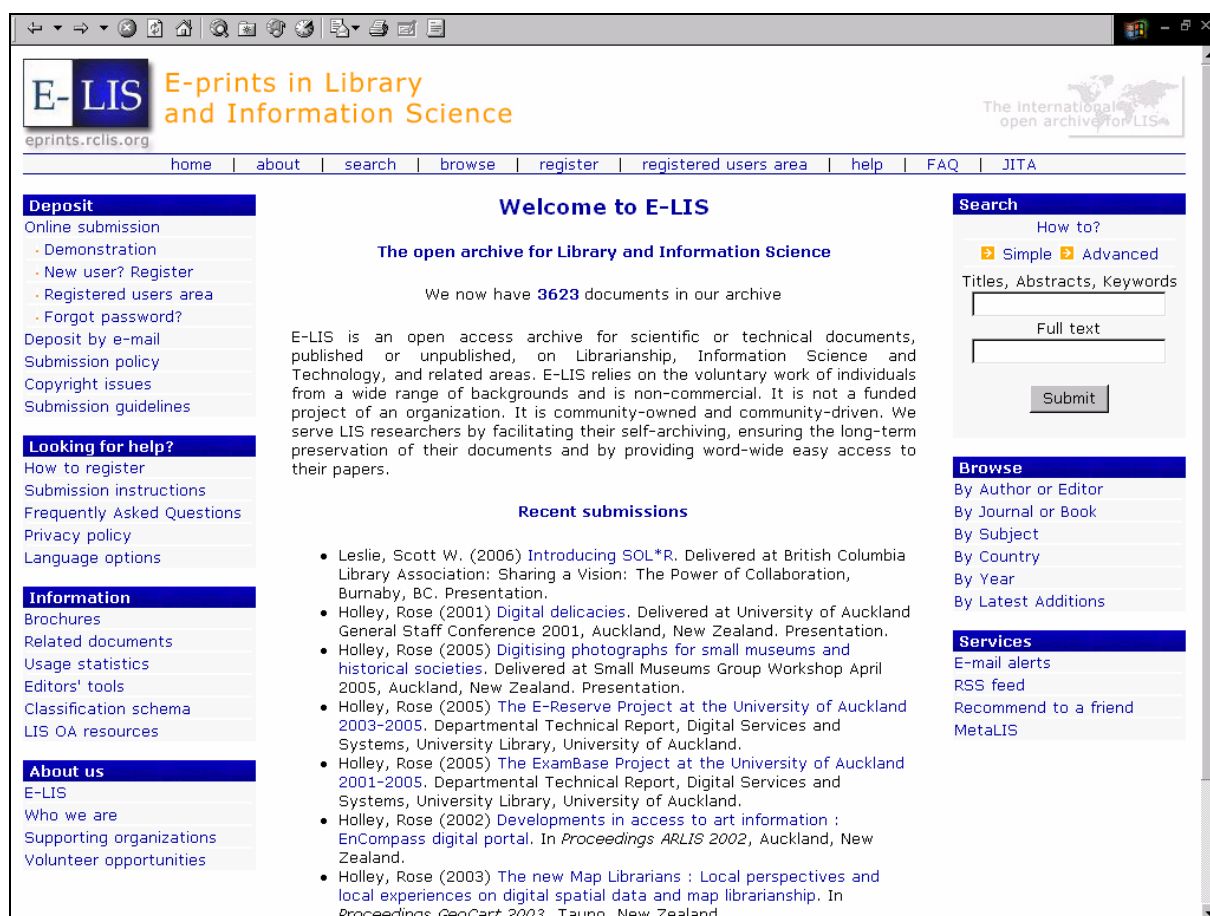 E-LIS
eprints.rclis.org
E-prints in Library
and Information Science
The international
open archive for LIS
home | about | search | browse | register | registered users area | help | FAQ | JITA
Deposit
Online submission
Demonstration
New user? Register
Registered users area
Forgot password?
Deposit by e-mail
Submission policy
Copyright issues
Submission guidelines
Looking for help?
How to register
Submission instructions
Frequently Asked Questions
Privacy policy
Language options
Information
Brochures
Related documents
Usage statistics
Editors' tools
Classification schema
LIS OA resources
About us
E-LIS
Who we are
Supporting organizations
Volunteer opportunities
Welcome to E-LIS
The open archive for Library and Information Science
We now have 3623 documents in our archive
E-LIS is an open access archive for scientific or technical documents,
published or unpublished, on Librarianship, Information Science and
Technology, and related areas. E-LIS relies on the voluntary work of individuals
from a wide range of backgrounds and is non-commercial. It is not a funded
project of an organization. It is community-owned and community-driven. We
serve LIS researchers by facilitating their self-archiving, ensuring the long-term
preservation of their documents and by providing word-wide easy access to
their papers.
Recent submissions
• Leslie, Scott W. (2006) Introducing SOL*R. Delivered at British Columbia
Library Association: Sharing a Vision: The Power of Collaboration,
Burnaby, BC. Presentation.
• Holley, Rose (2001) Digital delicacies. Delivered at University of Auckland
General Staff Conference 2001, Auckland, New Zealand. Presentation.
• Holley, Rose (2005) Digitising photographs for small museums and
historical societies. Delivered at Small Museums Group Workshop April
2005, Auckland, New Zealand. Presentation.
• Holley, Rose (2005) The E-Reserve Project at the University of Auckland
2003-2005. Departmental Technical Report, Digital Services and
Systems, University Library, University of Auckland.
• Holley, Rose (2005) The ExamBase Project at the University of Auckland
2001-2005. Departmental Technical Report, Digital Services and
Systems, University Library, University of Auckland.
• Holley, Rose (2002) Developments in access to art information :
EnCompass digital portal. In Proceedings ARLIS 2002, Auckland, New
Zealand.
• Holley, Rose (2003) The new Map Librarians : Local perspectives and
local experiences on digital spatial data and map librarianship. In
Proceedings GeoCart 2003, Taupo, New Zealand.
Search
How to?
Simple Advanced
Titles, Abstracts, Keywords
Full text
Submit
Browse
By Author or Editor
By Journal or Book
By Subject
By Country
By Year
By Latest Additions
Services
E-mail alerts
RSS feed
Recommend to a friend
MetaLIS